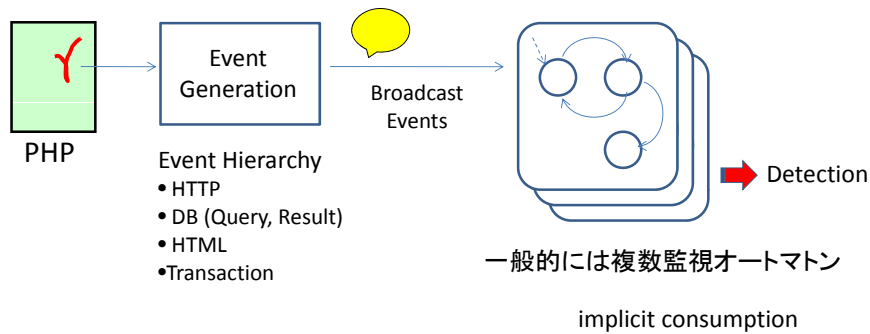 Event
Generation
Broadcast
Events
PHP
Event Hierarchy
• HTTP
• DB (Query, Result)
• HTML
•Transaction
Detection
一般的には複数監視オートマトン
implicit consumption